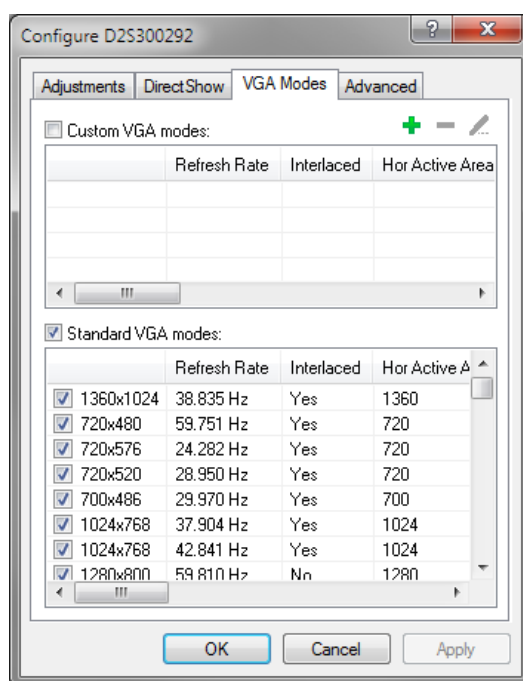 Configure D2S300292
Adjustments DirectShow VGA Modes Advanced
Custom VGA modes:
Refresh Rate Interlaced Hor Active Area
Standard VGA modes:
Refresh Rate Interlaced Hor Active A
1360x1024 38.835 Hz Yes 1360
720x480 59.751 Hz Yes 720
720x576 24.282 Hz Yes 720
720x520 28.950 Hz Yes 720
700x486 29.970 Hz Yes 700
1024x768 37.904 Hz Yes 1024
1024x768 42.841 Hz Yes 1024
1280x800 59.810 Hz No 1280
OK Cancel Apply